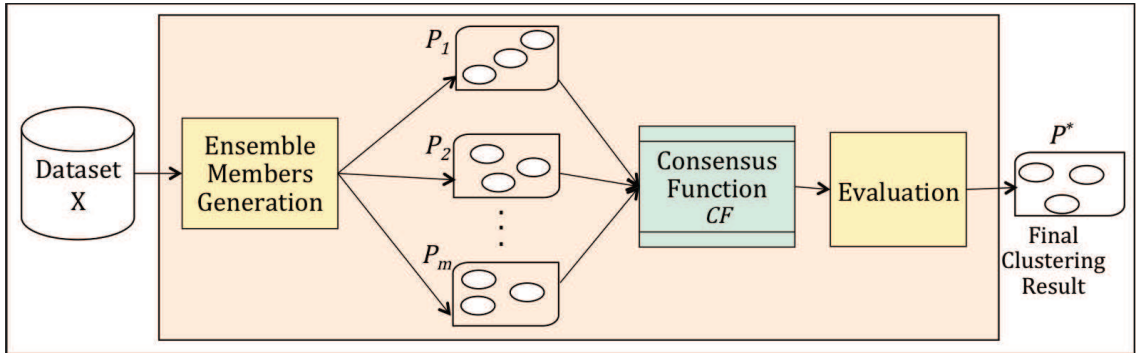 Dataset
X
Ensemble
Members
Generation
P1
P2
⋮
Pm
Consensus
Function
CF
Evaluation
P*
Final
Clustering
Result